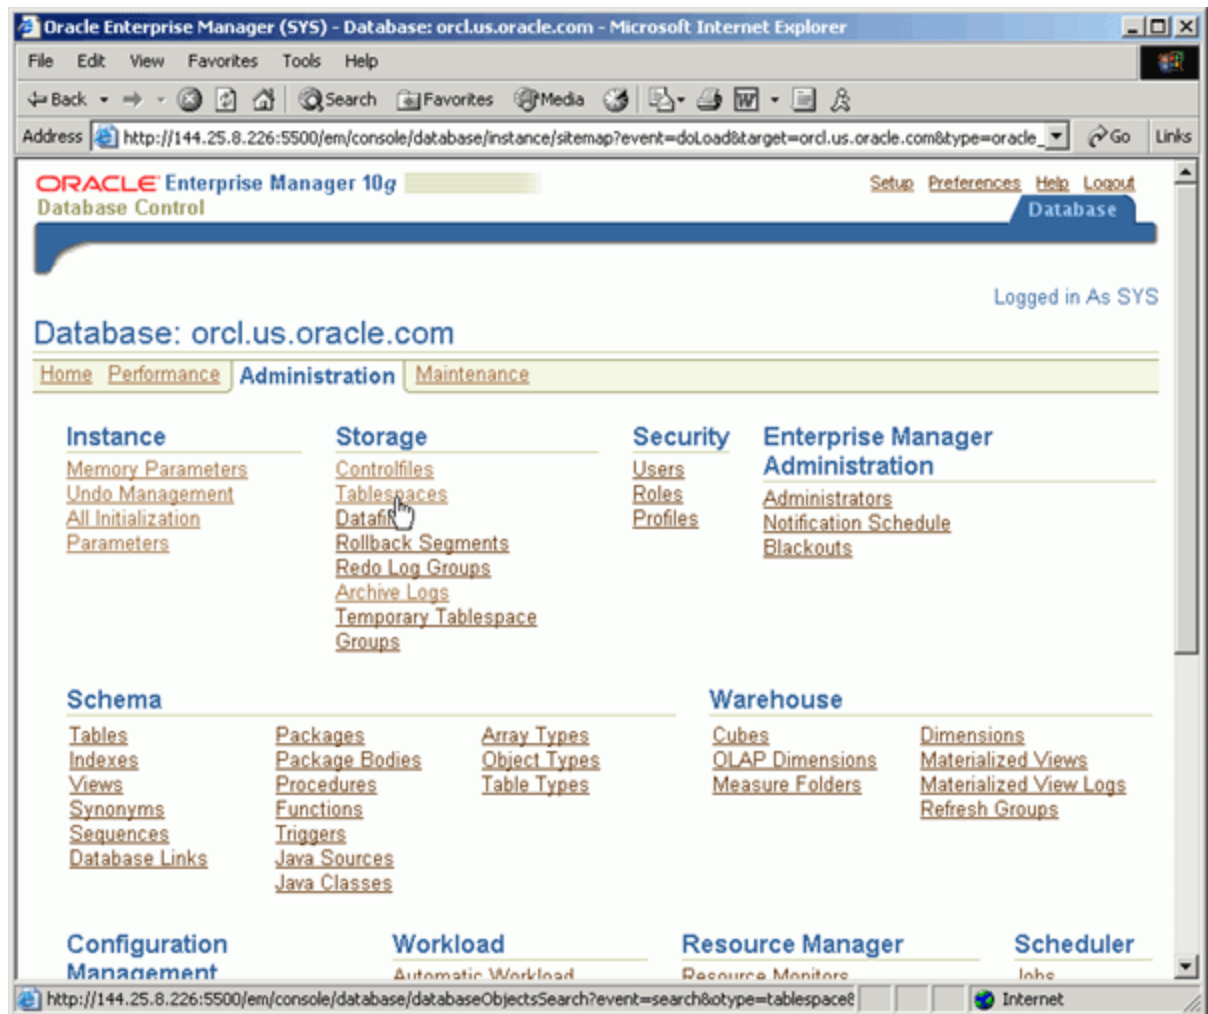 Oracle Enterprise Manager (SYS) - Database: orcl.us.oracle.com - Microsoft Internet Explorer
File Edit View Favorites Tools Help
Back Search Favorites Media
Address http://144.25.8.226:5500/em/console/database/instance/sitemap?event=doLoad&target=orcl.us.oracle.com&type=oracle_ Go Links
ORACLE Enterprise Manager 10g
Setup Preferences Help Logout
Database Control
Database
Logged in As SYS
Database: orcl.us.oracle.com
Home Performance Administration Maintenance
Instance
Memory Parameters
Undo Management
All Initialization
Parameters
Storage
Controlfiles
Tablespaces
Rollback Segments
Redo Log Groups
Archive Logs
Temporary Tablespace
Groups
Security
Users
Roles
Profiles
Enterprise Manager
Administration
Administrators
Notification Schedule
Blackouts
Schema
Tables
Indexes
Views
Synonyms
Sequences
Database Links
Packages
Package Bodies
Procedures
Functions
Triggers
Java Sources
Java Classes
Array Types
Object Types
Table Types
Warehouse
Cubes
OLAP Dimensions
Measure Folders
Dimensions
Materialized Views
Materialized View Logs
Refresh Groups
Configuration
Management
Workload
Automatic Workload
Resource Manager
Resource Monitors
Scheduler
Jobs
http://144.25.8.226:5500/em/console/database/databaseObjectsSearch?event=search&otype=tablespace& Internet